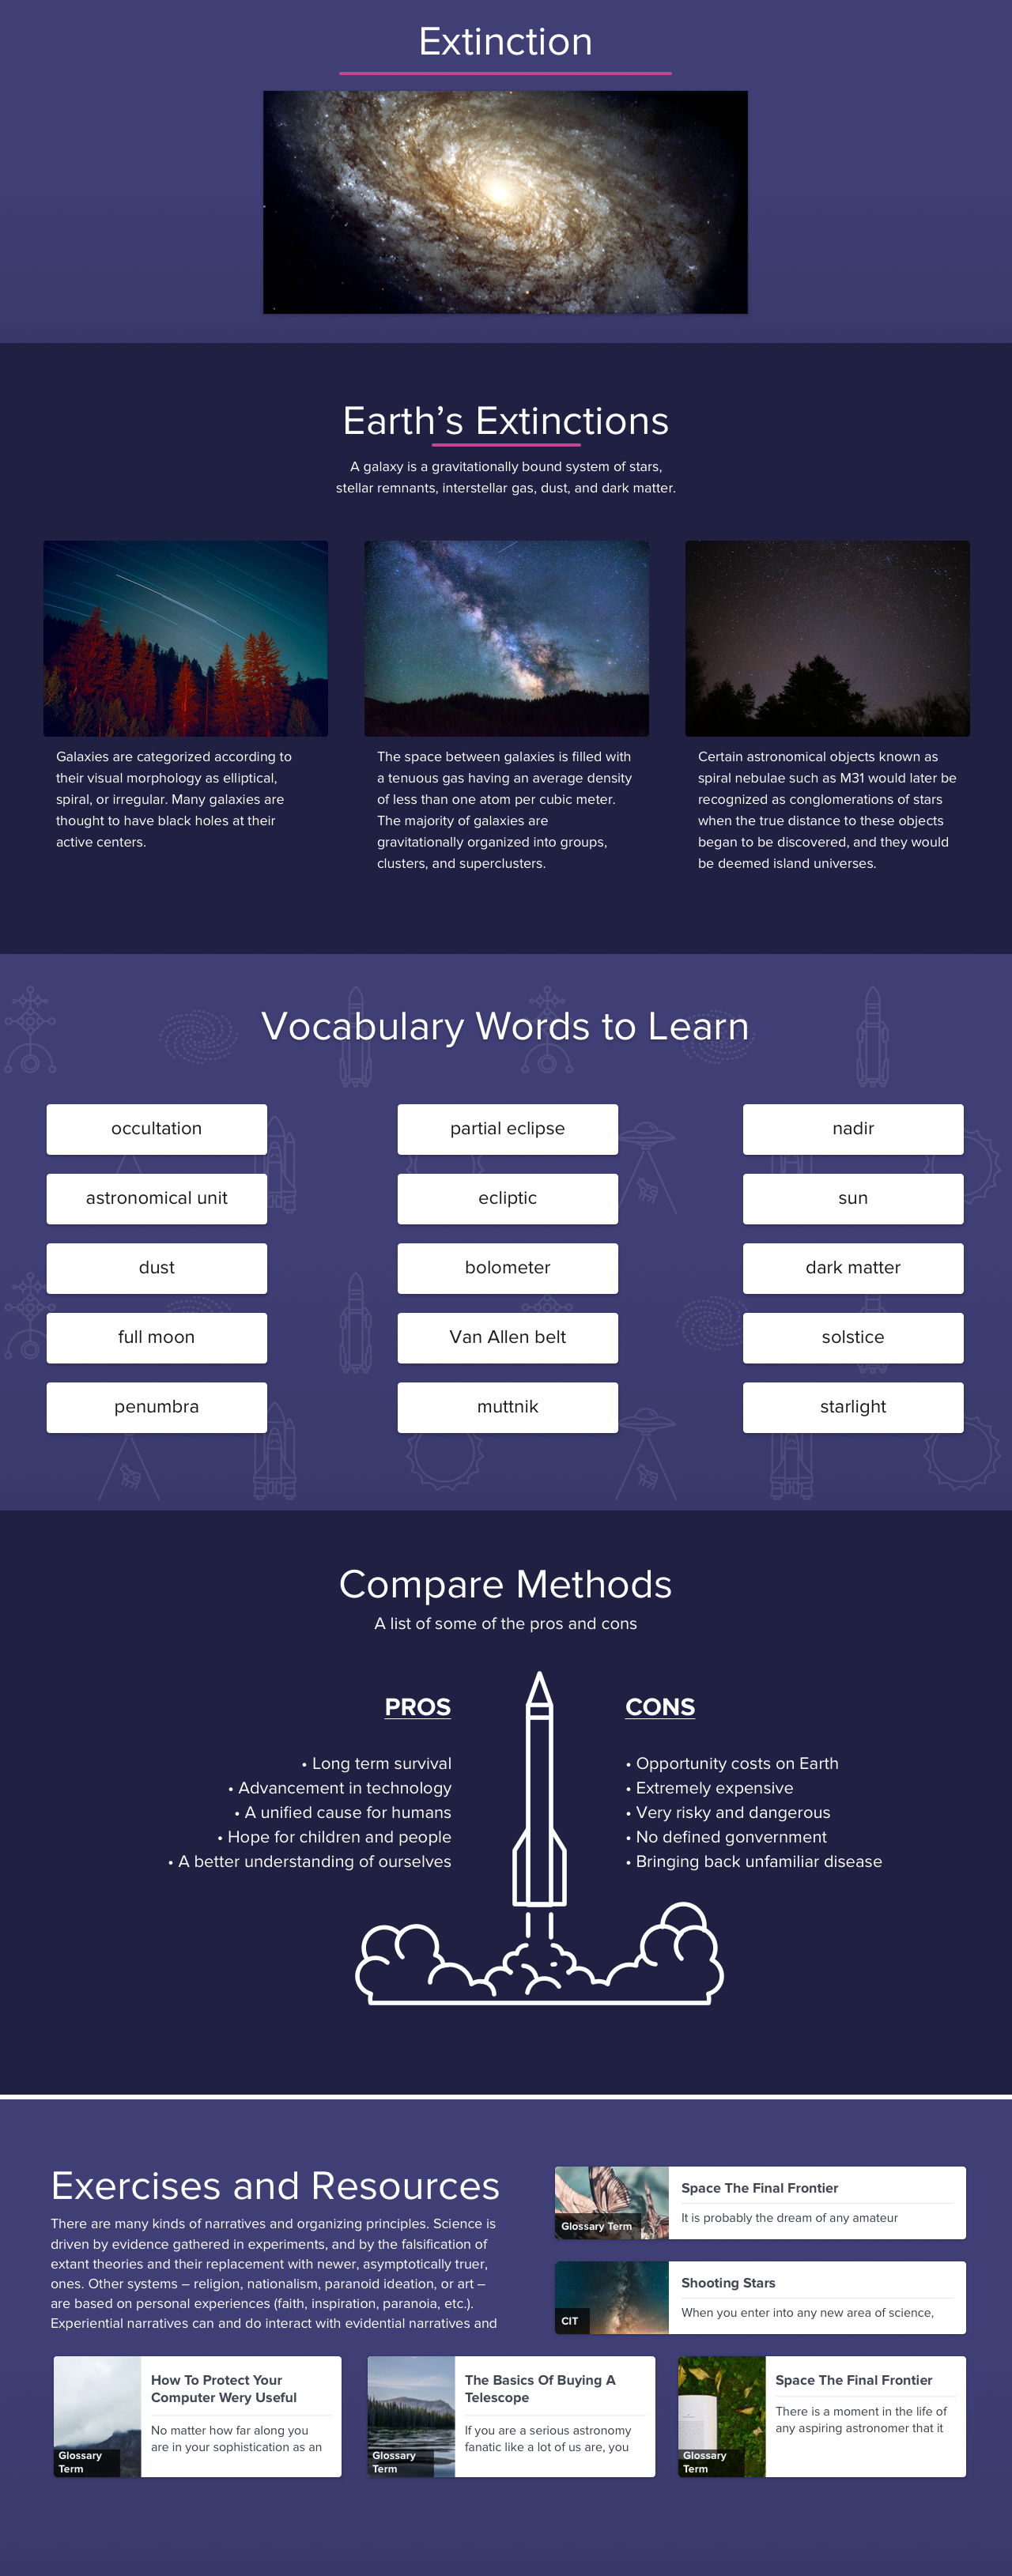 Extinction
Earth's Extinctions
A galaxy is a gravitationally bound system of stars,
stellar remnants, interstellar gas, dust, and dark matter.
Galaxies are categorized according to
their visual morphology as elliptical,
spiral, or irregular. Many galaxies are
thought to have black holes at their
active centers.
The space between galaxies is filled with
a tenuous gas having an average density
of less than one atom per cubic meter.
The majority of galaxies are
gravitationally organized into groups,
clusters, and superclusters.
Certain astronomical objects known as
spiral nebulae such as M31 would later be
recognized as conglomerations of stars
when the true distance to these objects
began to be discovered, and they would
be deemed island universes.
Vocabulary Words to Learn
occultation
partial eclipse
nadir
astronomical unit
ecliptic
sun
dust
bolometer
dark matter
full moon
Van Allen belt
solstice
penumbra
muttnik
starlight
Compare Methods
A list of some of the pros and cons
PROS
• Long term survival
• Advancement in technology
• A unified cause for humans
• Hope for children and people
• A better understanding of ourselves
CONS
• Opportunity costs on Earth
• Extremely expensive
• Very risky and dangerous
• No defined gonvernment
• Bringing back unfamiliar disease
Exercises and Resources
There are many kinds of narratives and organizing principles. Science is
driven by evidence gathered in experiments, and by the falsification of
extant theories and their replacement with newer, asymptotically truer,
ones. Other systems – religion, nationalism, paranoid ideation, or art –
are based on personal experiences (faith, inspiration, paranoia, etc.).
Experiential narratives can and do interact with evidential narratives and
Glossary Term
Space The Final Frontier
It is probably the dream of any amateur
CIT
Shooting Stars
When you enter into any new area of science,
Glossary
Term
How To Protect Your
Computer Wery Useful
No matter how far along you
are in your sophistication as an
Glossary
Term
The Basics Of Buying A
Telescope
If you are a serious astronomy
fanatic like a lot of us are, you
Glossary
Term
Space The Final Frontier
There is a moment in the life of
any aspiring astronomer that it